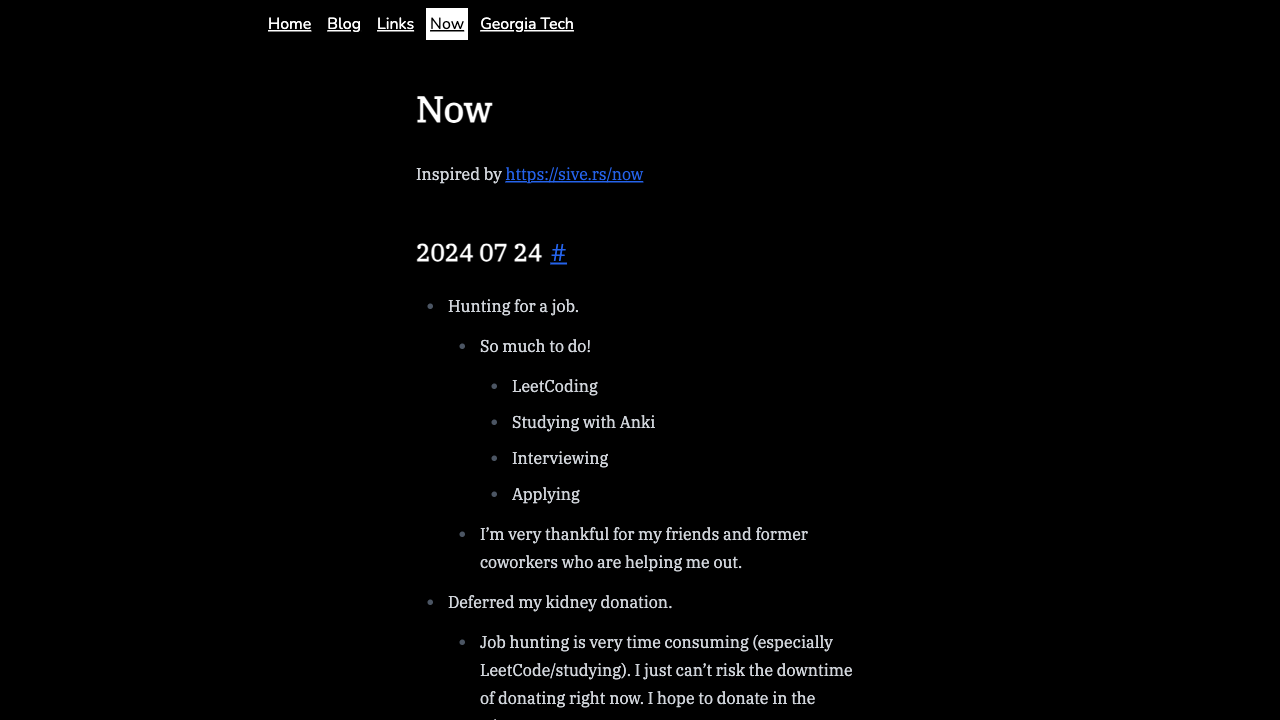 Home Blog Links Now Georgia Tech
Now
Inspired by https://sive.rs/now
2024 07 24 #
Hunting for a job.
So much to do!
LeetCoding
Studying with Anki
Interviewing
Applying
I’m very thankful for my friends and former
coworkers who are helping me out.
Deferred my kidney donation.
Job hunting is very time consuming (especially
LeetCode/studying). I just can’t risk the downtime
of donating right now. I hope to donate in the